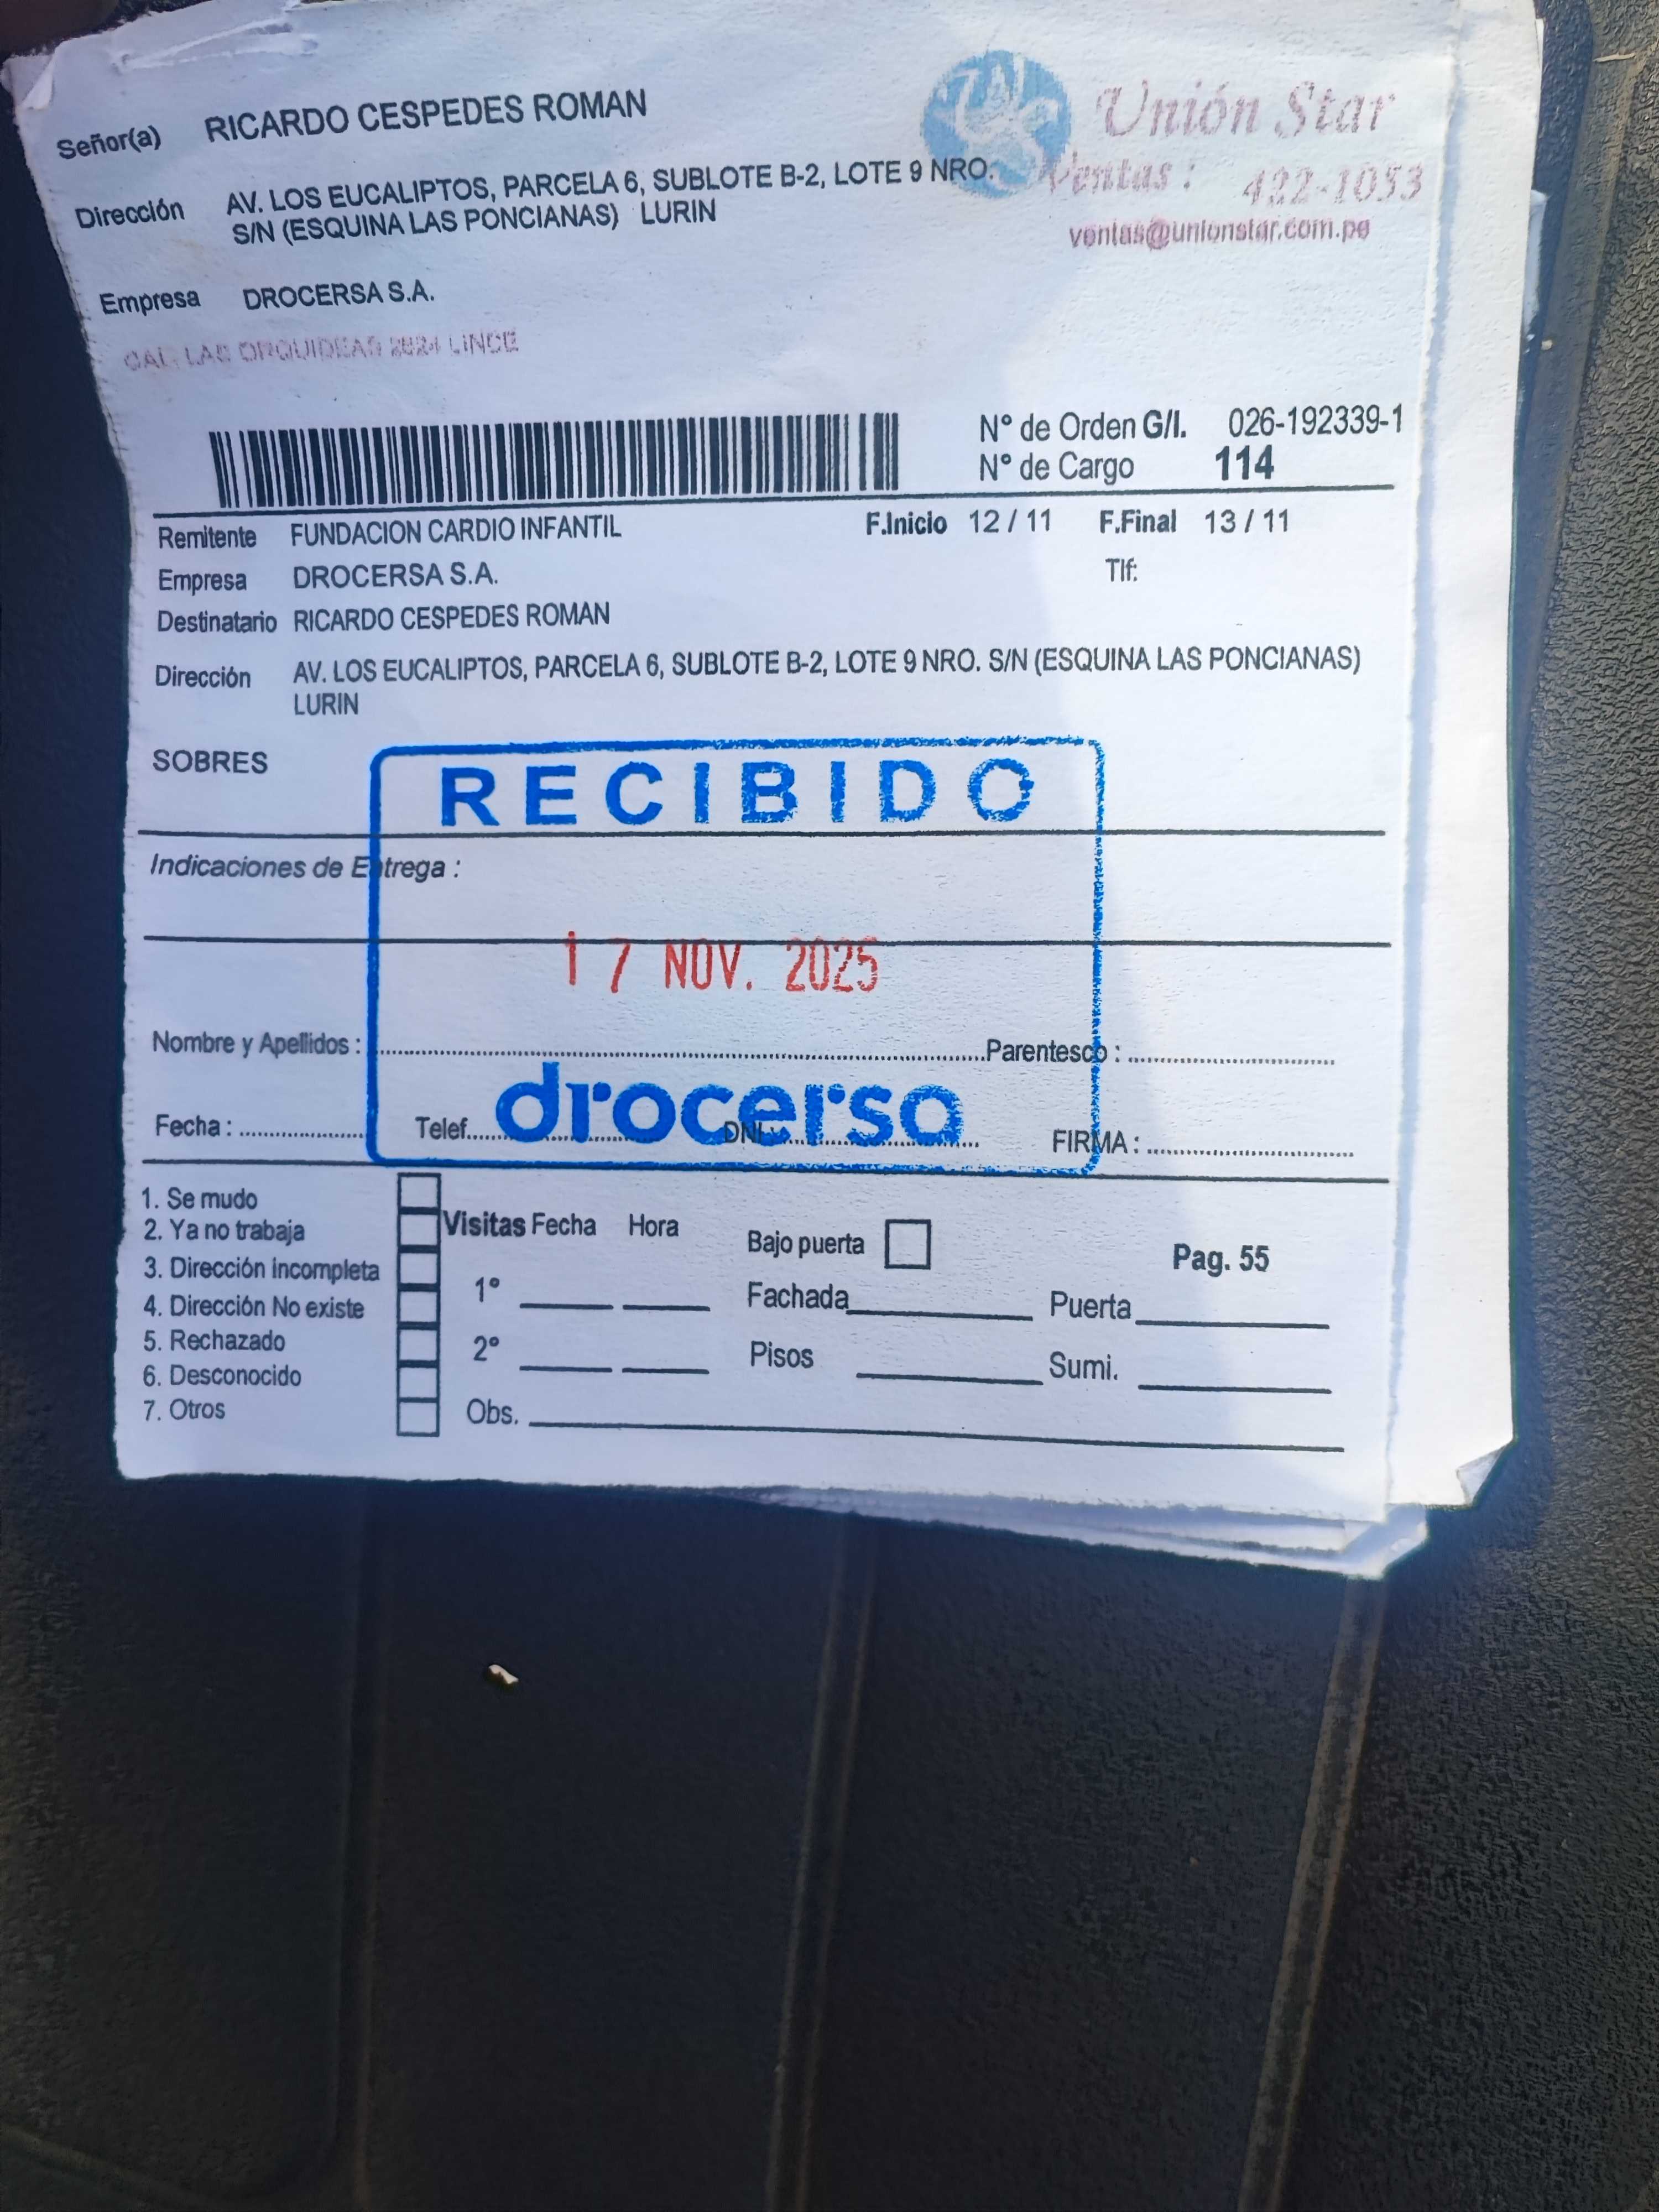 Señor(a) RICARDO CESPEDES ROMAN
Unión Star
Dirección AV. LOS EUCALIPTOS, PARCELA 6, SUBLOTE B-2, LOTE 9 NRO.
S/N (ESQUINA LAS PONCIANAS) LURIN
Ventas : 422-1053
ventas@unionstar.com.pe
Empresa DROCERSA S.A.
CAL. LAS ORQUIDEAS 2624 LINCE
N° de Orden G/I. 026-192339-1
N° de Cargo 114
Remitente FUNDACION CARDIO INFANTIL F.Inicio 12 / 11 F.Final 13 / 11
Empresa DROCERSA S.A. Tlf:
Destinatario RICARDO CESPEDES ROMAN
Dirección AV. LOS EUCALIPTOS, PARCELA 6, SUBLOTE B-2, LOTE 9 NRO. S/N (ESQUINA LAS PONCIANAS)
LURIN
SOBRES
RECIBIDO
Indicaciones de Entrega :
17 NOV. 2025
Nombre y Apellidos : Parentesco :
drocersa
Fecha : Telef. DNI: FIRMA :
1. Se mudo
2. Ya no trabaja
3. Dirección incompleta
4. Dirección No existe
5. Rechazado
6. Desconocido
7. Otros
Visitas Fecha Hora
1°
2°
Obs.
Bajo puerta
Pag. 55
Fachada Puerta
Pisos Sumi.